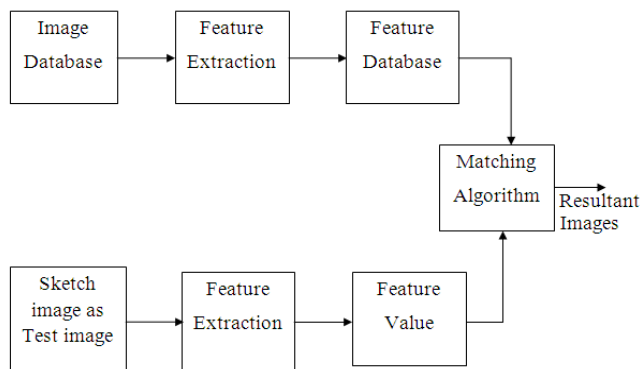 Image
Database
Feature
Extraction
Feature
Database
Matching
Algorithm
Resultant
Images
Sketch
image as
Test image
Feature
Extraction
Feature
Value